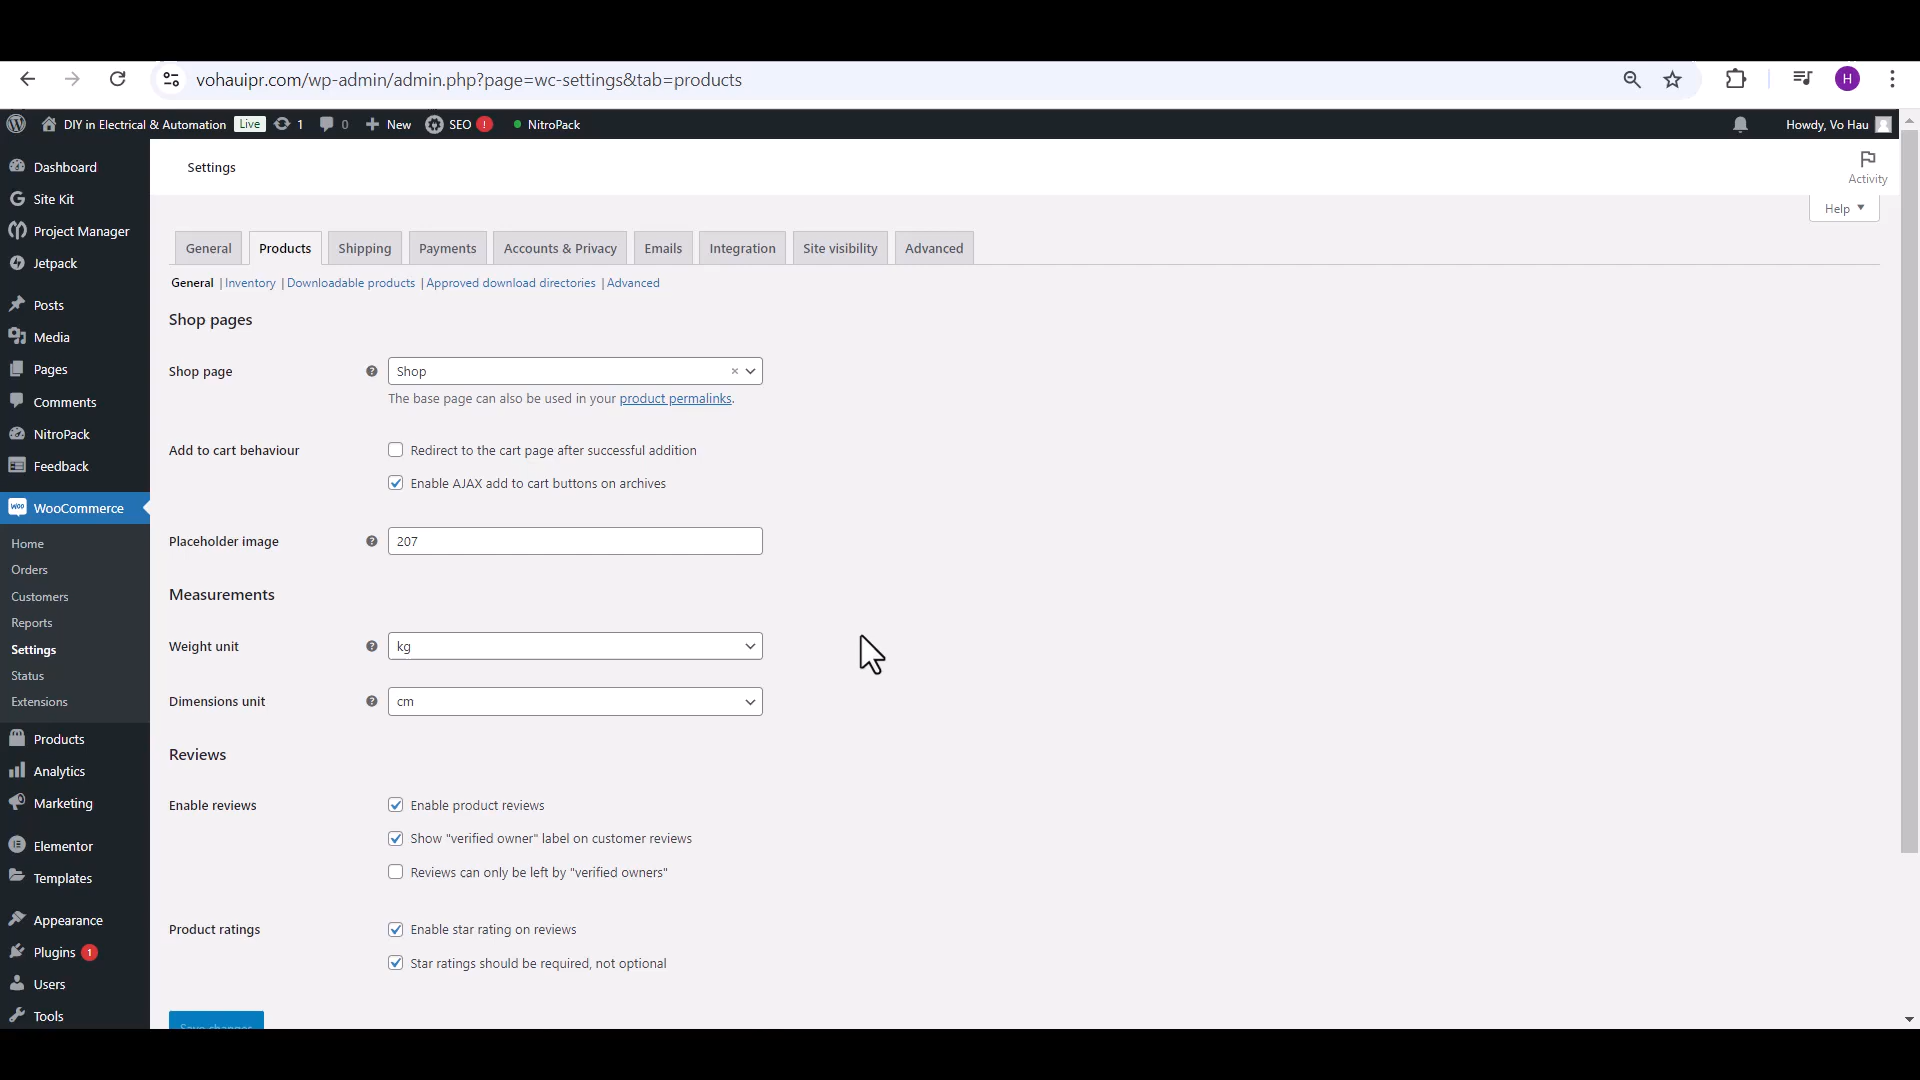 vohauipr.com/wp-admin/admin.php?page=wc-settings&tab=products
H
DIY in Electrical & Automation Live 1 0 New SEO ! NitroPack
Howdy, Vo Hau
Dashboard
Site Kit
Project Manager
Jetpack
Posts
Media
Pages
Comments
NitroPack
Feedback
Woo WooCommerce
Home
Orders
Customers
Reports
Settings
Status
Extensions
Products
Analytics
Marketing
Elementor
Templates
Appearance
Plugins 1
Users
Tools
Settings
Activity
Help
General Products Shipping Payments Accounts & Privacy Emails Integration Site visibility Advanced
General | Inventory | Downloadable products | Approved download directories | Advanced
Shop pages
Shop page ? Shop ×
The base page can also be used in your product permalinks.
Add to cart behaviour Redirect to the cart page after successful addition
Enable AJAX add to cart buttons on archives
Placeholder image ? 207
Measurements
Weight unit ? kg
Dimensions unit ? cm
Reviews
Enable reviews Enable product reviews
Show "verified owner" label on customer reviews
Reviews can only be left by "verified owners"
Product ratings Enable star rating on reviews
Star ratings should be required, not optional
Save changes